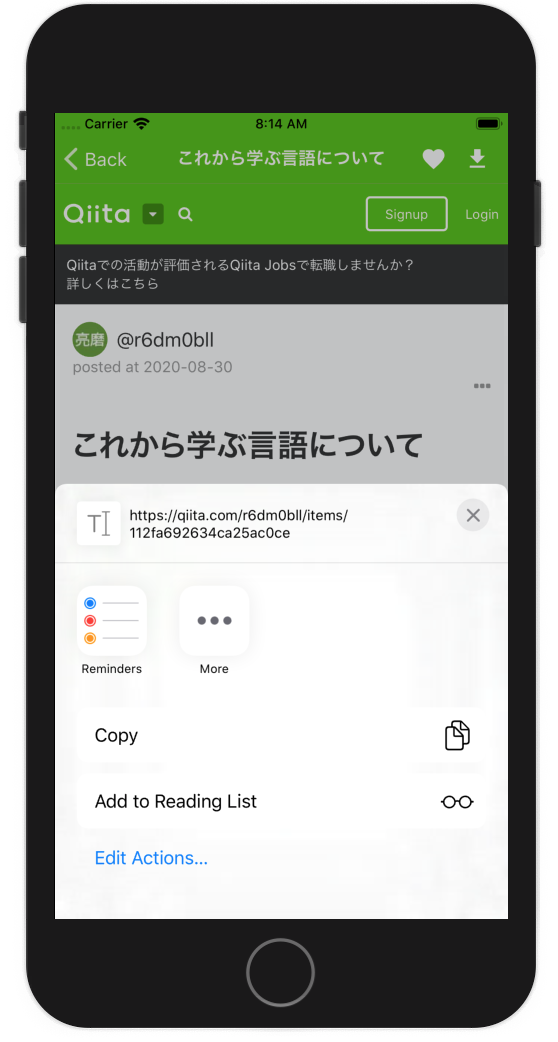 Carrier
8:14 AM
Back
これから学ぶ言語について
Qiita
Signup
Login
Qiitaでの活動が評価されるQiita Jobsで転職しませんか？
詳しくはこちら
亮磨
@r6dm0bll
posted at 2020-08-30
これから学ぶ言語について
https://qiita.com/r6dm0bll/items/
112fa692634ca25ac0ce
Reminders
More
Copy
Add to Reading List
Edit Actions...